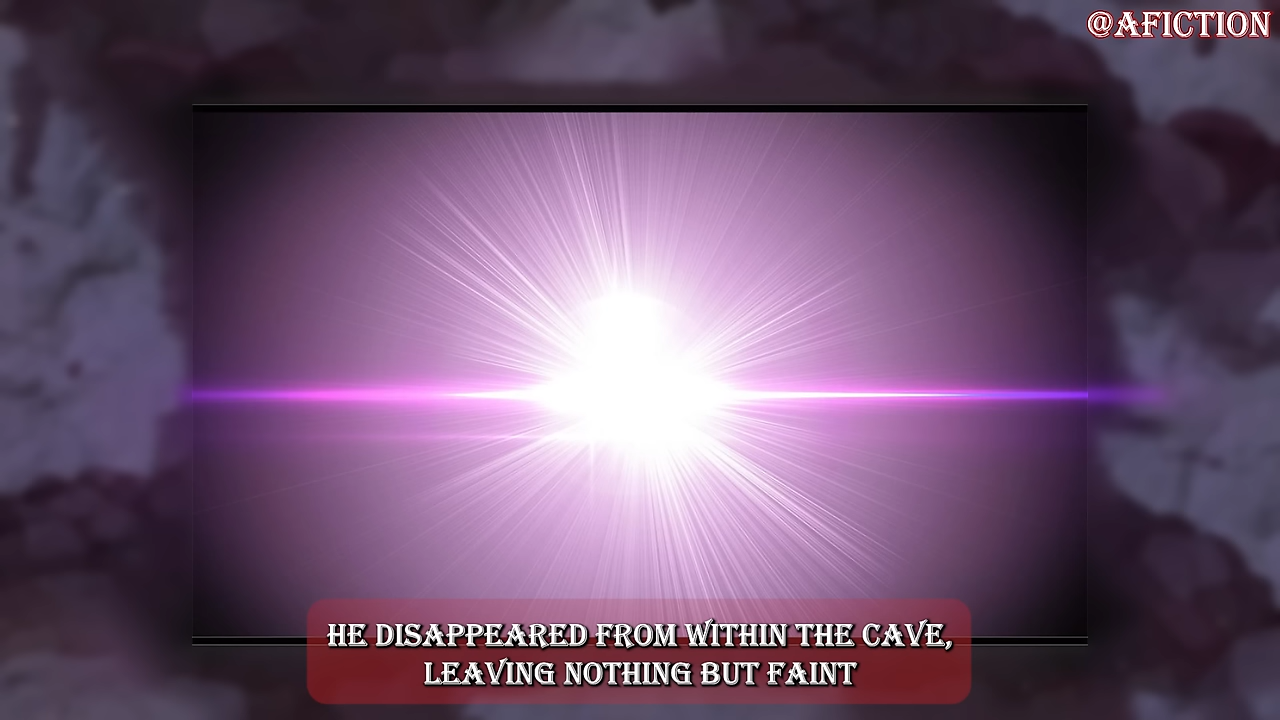 @AFICTION
HE DISAPPEARED FROM WITHIN THE CAVE,
LEAVING NOTHING BUT FAINT